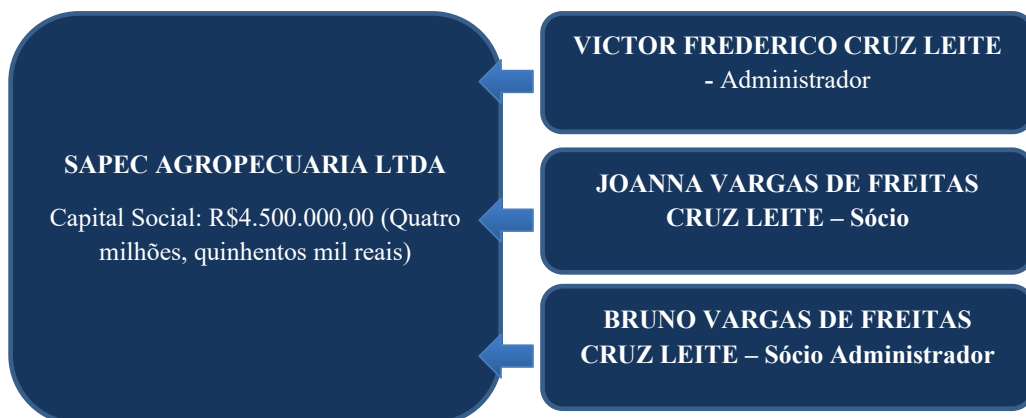 SAPEC AGROPECUARIA LTDA
Capital Social: R$4.500.000,00 (Quatro
milhões, quinhentos mil reais)
VICTOR FREDERICO CRUZ LEITE
- Administrador
JOANNA VARGAS DE FREITAS
CRUZ LEITE – Sócio
BRUNO VARGAS DE FREITAS
CRUZ LEITE – Sócio Administrador